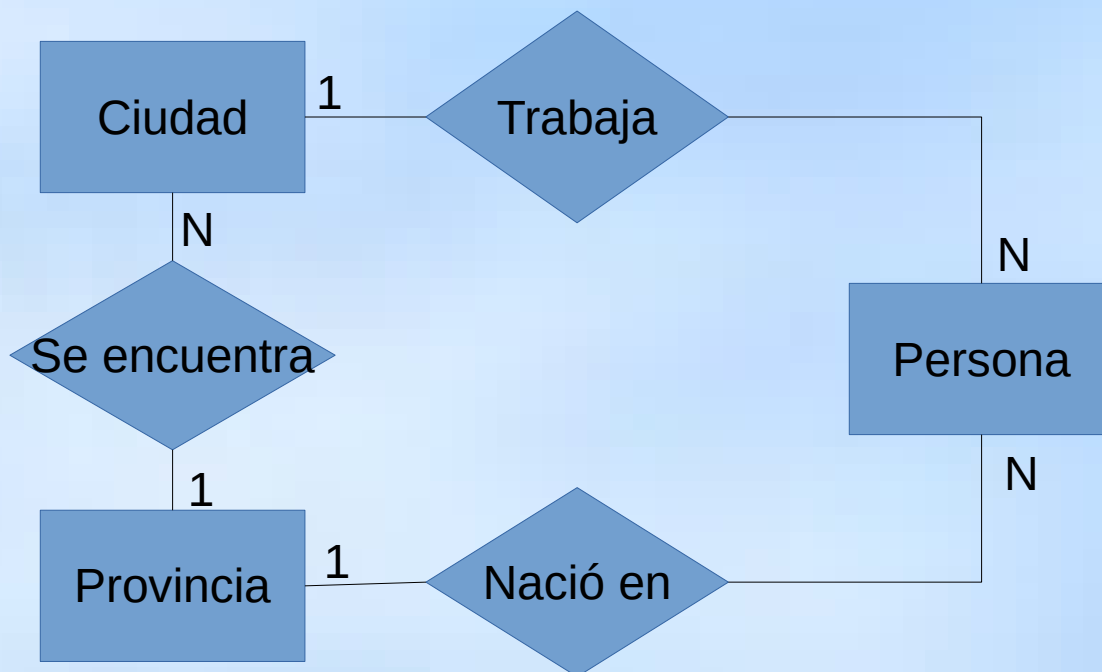 Ciudad
1
Trabaja
N
N
Se encuentra
Persona
N
1
Provincia
1
Nació en